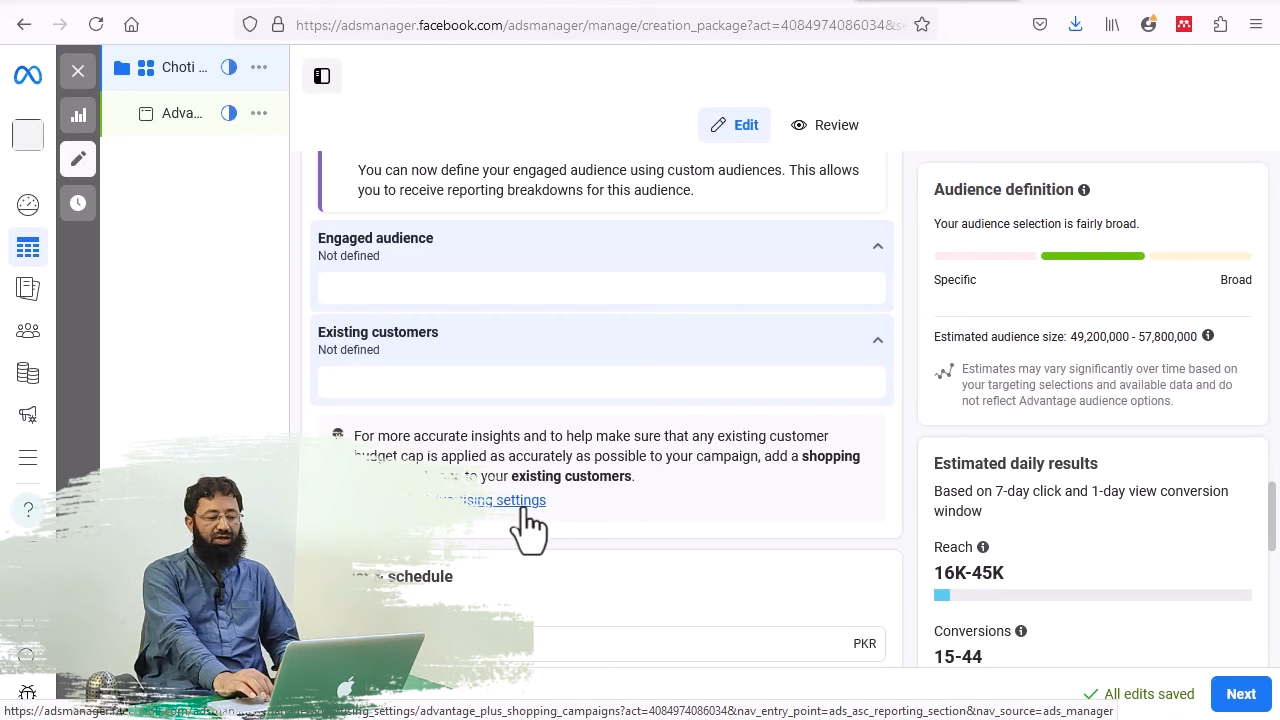 https://adsmanager.facebook.com/adsmanager/manage/creation_package?act=4084974086034&
Choti ...
Adva...
Edit
Review
You can now define your engaged audience using custom audiences. This allows
you to receive reporting breakdowns for this audience.
Engaged audience
Not defined
Existing customers
Not defined
For more accurate insights and to help make sure that any existing customer
budget cap is applied as accurately as possible to your campaign, add a shopping
to your existing customers.
settings
schedule
PKR
Audience definition
Your audience selection is fairly broad.
Specific
Broad
Estimated audience size: 49,200,000 - 57,800,000
Estimates may vary significantly over time based on
your targeting selections and available data and do
not reflect Advantage audience options.
Estimated daily results
Based on 7-day click and 1-day view conversion
window
Reach
16K-45K
Conversions
15-44
All edits saved
Next